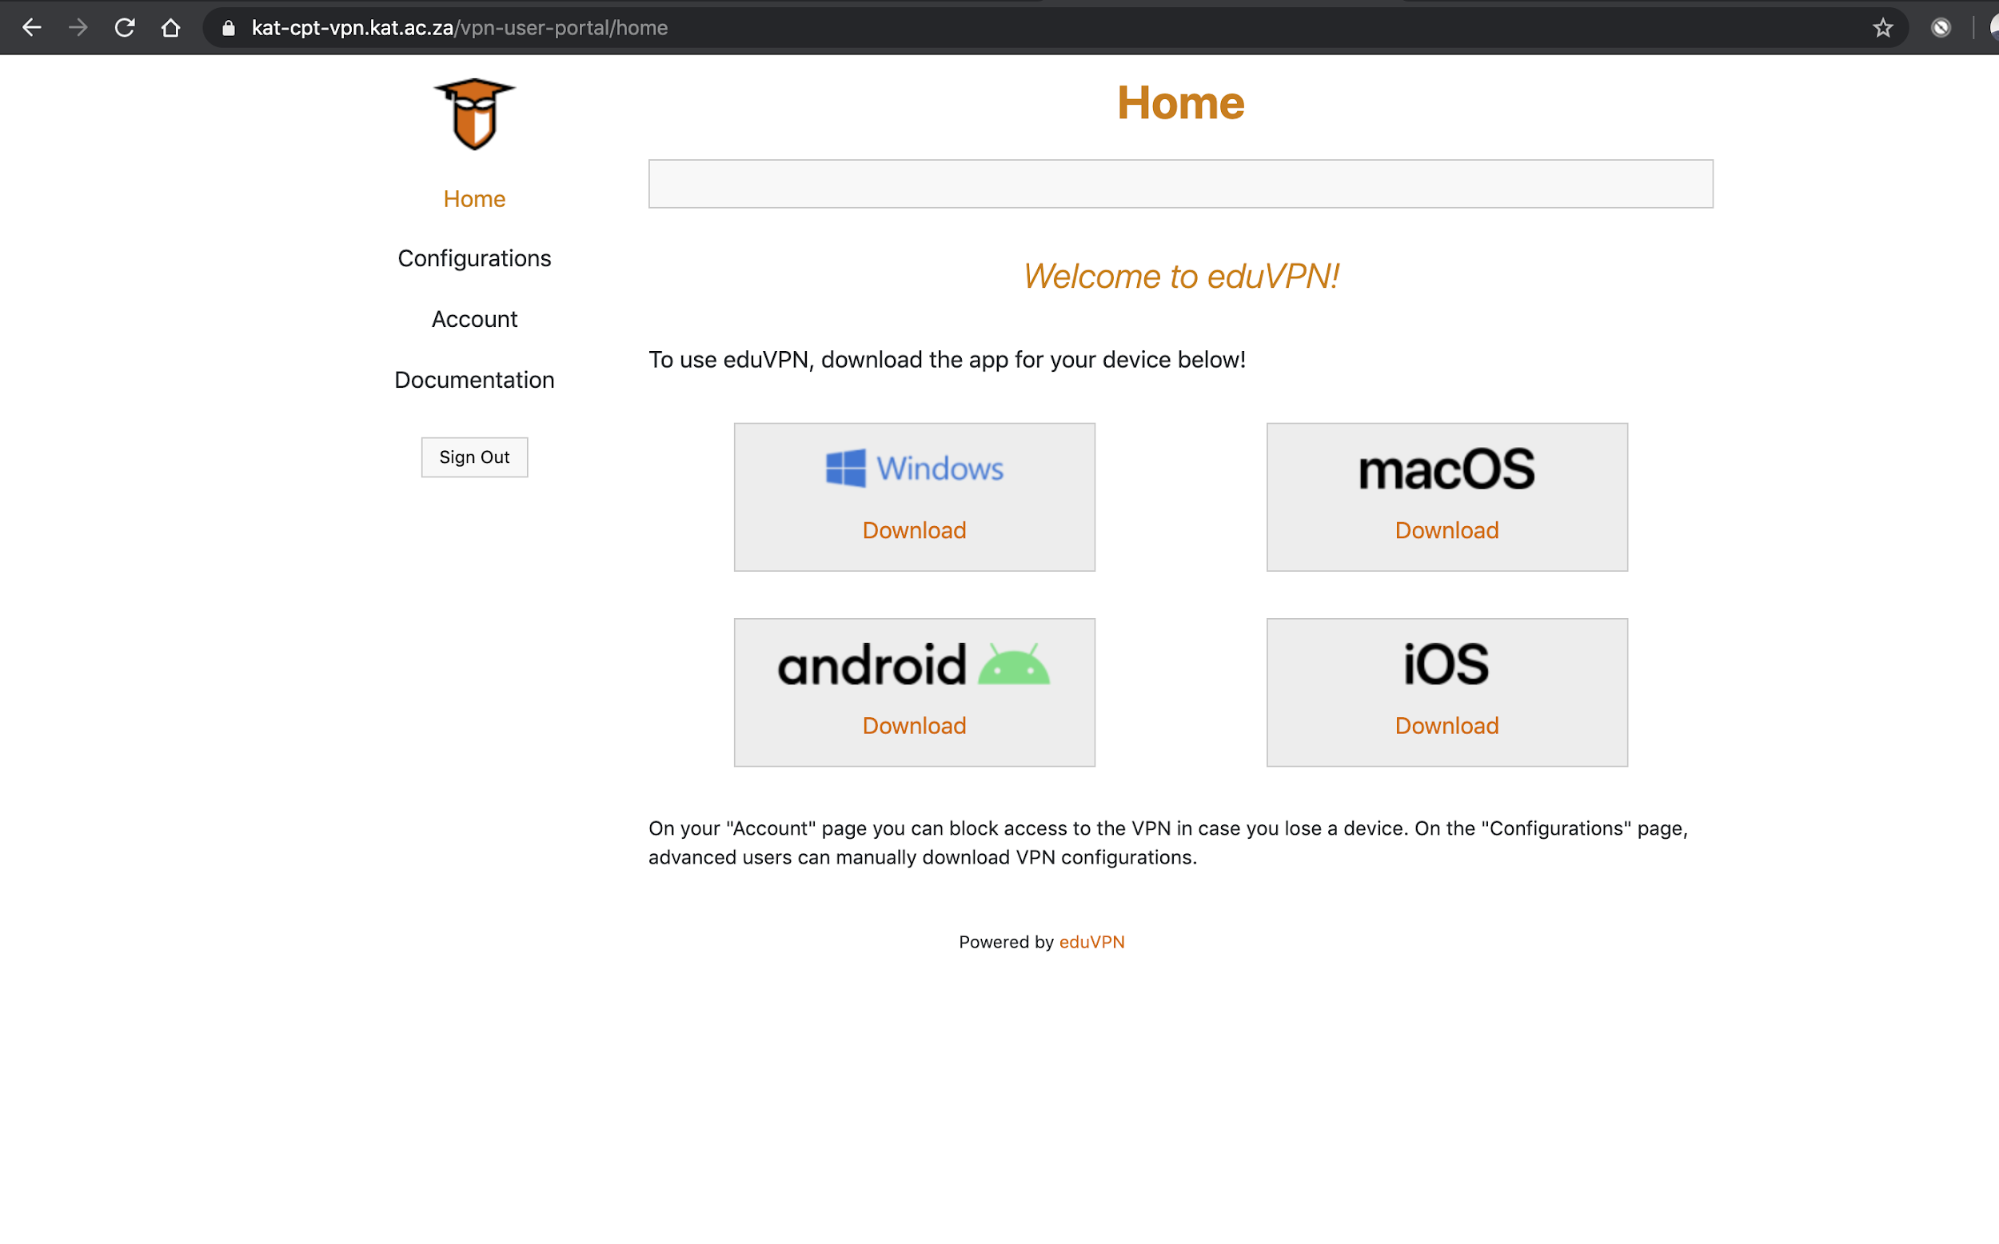 kat-cpt-vpn.kat.ac.za/vpn-user-portal/home
Home
Home
Configurations
Account
Documentation
Sign Out
Welcome to eduVPN!
To use eduVPN, download the app for your device below!
Windows
Download
macOS
Download
android
Download
iOS
Download
On your "Account" page you can block access to the VPN in case you lose a device. On the "Configurations" page,
advanced users can manually download VPN configurations.
Powered by eduVPN